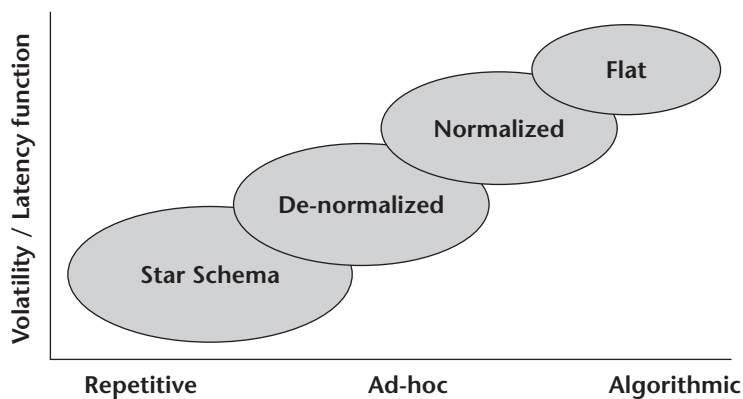 Volatility / Latency function
Flat
Normalized
De-normalized
Star Schema
Repetitive
Ad-hoc
Algorithmic